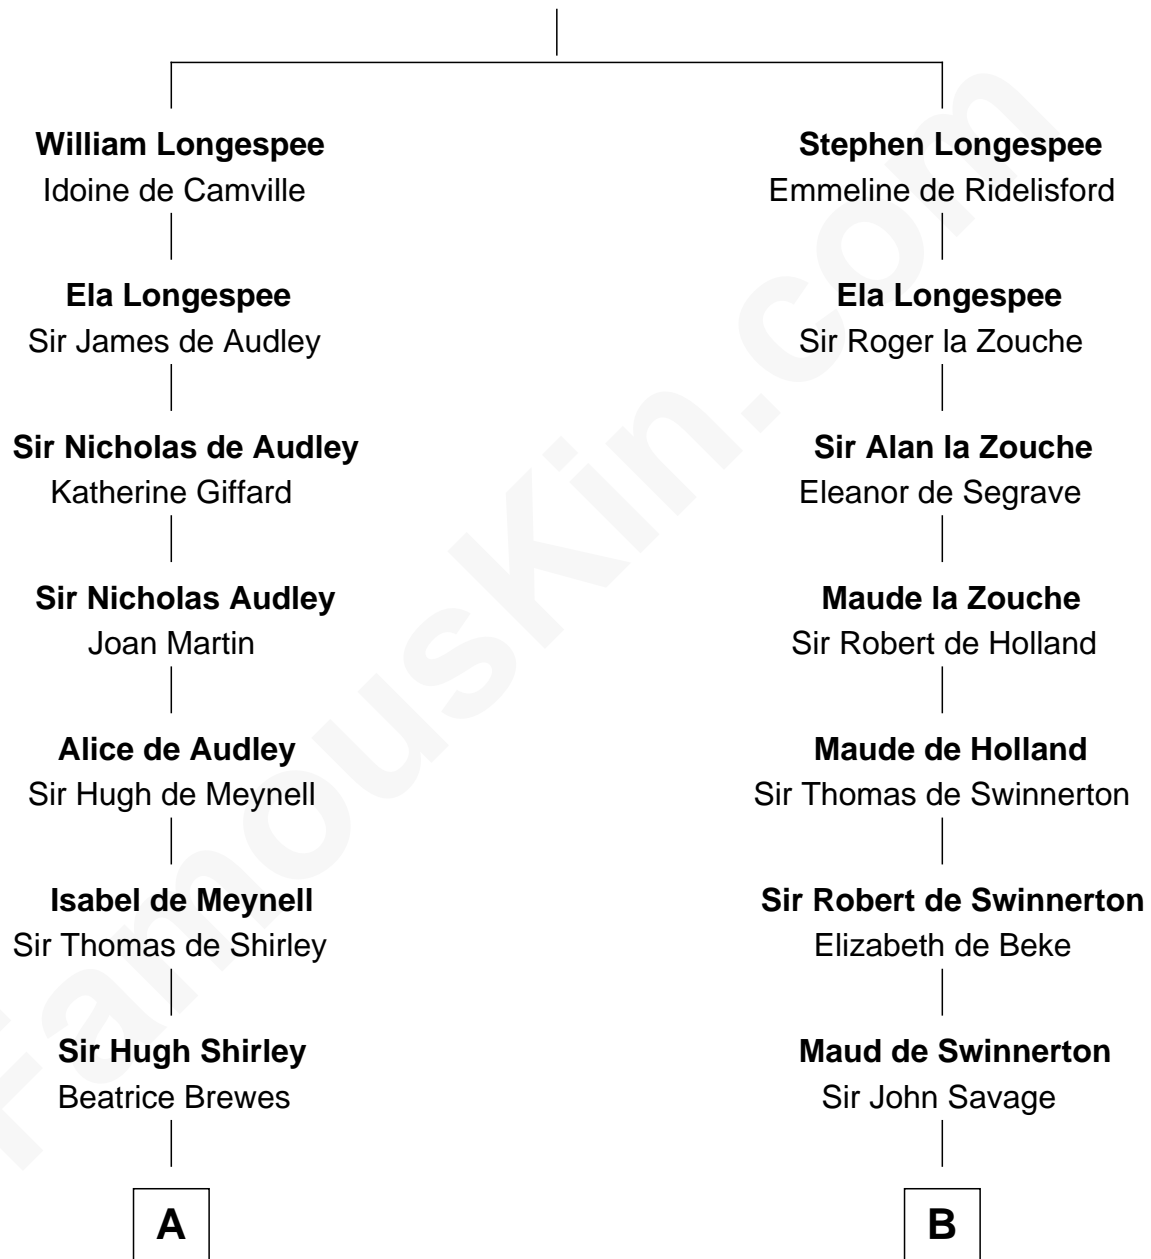 William Longespee
Idoine de Camville
Ela Longespee
Sir James de Audley
Sir Nicholas de Audley
Katherine Giffard
Sir Nicholas Audley
Joan Martin
Alice de Audley
Sir Hugh de Meynell
Isabel de Meynell
Sir Thomas de Shirley
Sir Hugh Shirley
Beatrice Brewes
A
Stephen Longespee
Emmeline de Ridelisford
Ela Longespee
Sir Roger la Zouche
Sir Alan la Zouche
Eleanor de Segrave
Maude la Zouche
Sir Robert de Holland
Maude de Holland
Sir Thomas de Swinnerton
Sir Robert de Swinnerton
Elizabeth de Beke
Maud de Swinnerton
Sir John Savage
B
FamousKin.com